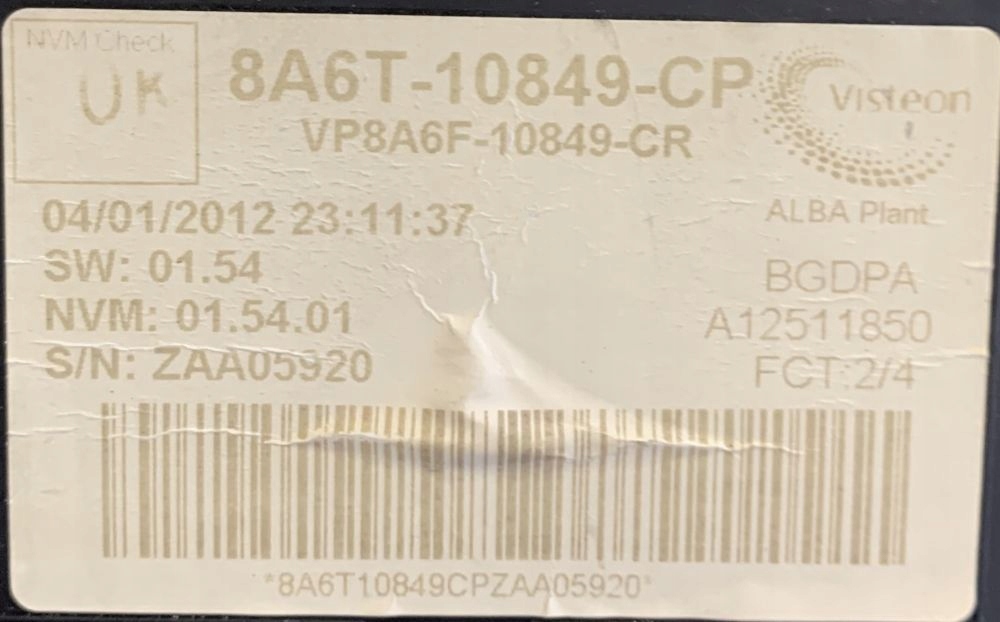 NVM Check
OK
8A6T-10849-CP
VP8A6F-10849-CR
Visteon
04/01/2012 23:11:37
ALBA Plant
SW: 01.54
BGDPA
NVM: 01.54.01
A12511850
S/N: ZAA05920
FCT:2/4
*8A6T10849CPZAA05920*